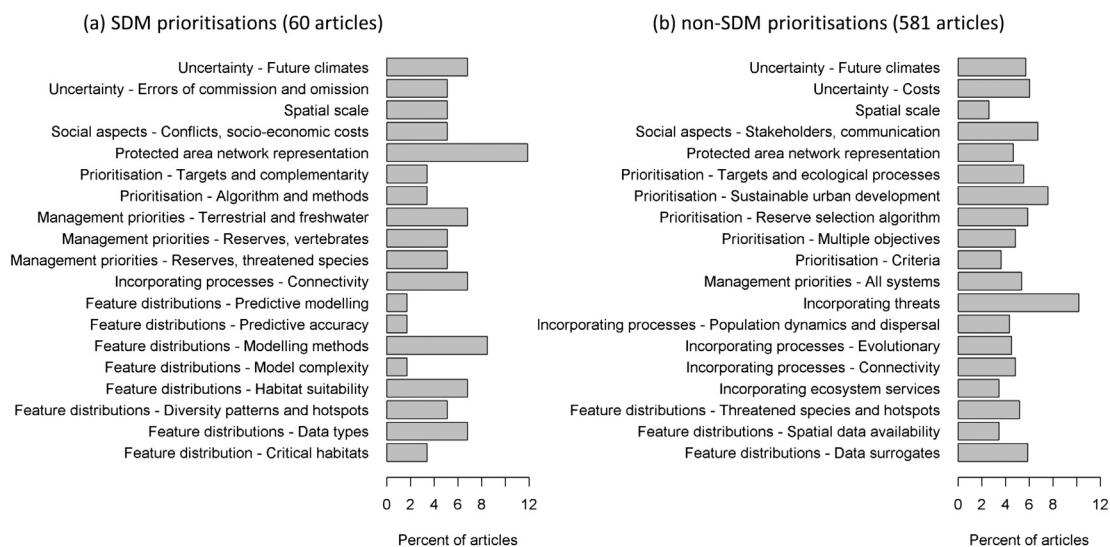 (a) SDM prioritisations (60 articles)
Uncertainty - Future climates
Uncertainty - Errors of commission and omission
Spatial scale
Social aspects - Conflicts, socio-economic costs
Protected area network representation
Prioritisation - Targets and complementarity
Prioritisation - Algorithm and methods
Management priorities - Terrestrial and freshwater
Management priorities - Reserves, vertebrates
Management priorities - Reserves, threatened species
Incorporating processes - Connectivity
Feature distributions - Predictive modelling
Feature distributions - Predictive accuracy
Feature distributions - Modelling methods
Feature distributions - Model complexity
Feature distributions - Habitat suitability
Feature distributions - Diversity patterns and hotspots
Feature distributions - Data types
Feature distribution - Critical habitats
0 2 4 6 8 10 12
Percent of articles
(b) non-SDM prioritisations (581 articles)
Uncertainty - Future climates
Uncertainty - Costs
Spatial scale
Social aspects - Stakeholders, communication
Protected area network representation
Prioritisation - Targets and ecological processes
Prioritisation - Sustainable urban development
Prioritisation - Reserve selection algorithm
Prioritisation - Multiple objectives
Prioritisation - Criteria
Management priorities - All systems
Incorporating threats
Incorporating processes - Population dynamics and dispersal
Incorporating processes - Evolutionary
Incorporating processes - Connectivity
Incorporating ecosystem services
Feature distributions - Threatened species and hotspots
Feature distributions - Spatial data availability
Feature distributions - Data surrogates
0 2 4 6 8 10 12
Percent of articles